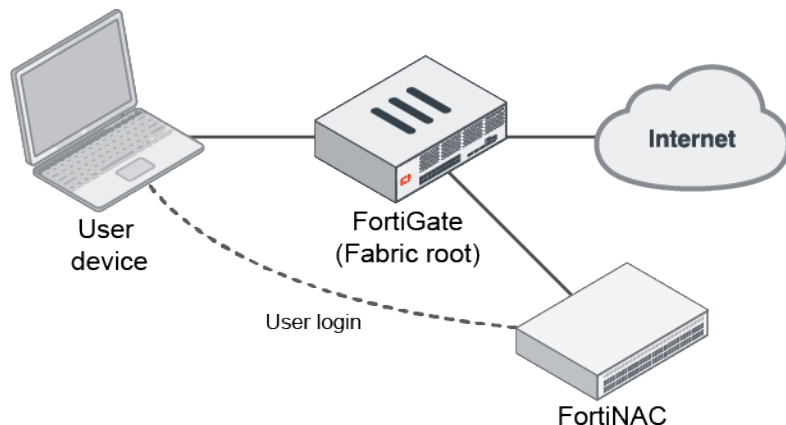 Internet
User
device
FortiGate
(Fabric root)
User login
FortiNAC